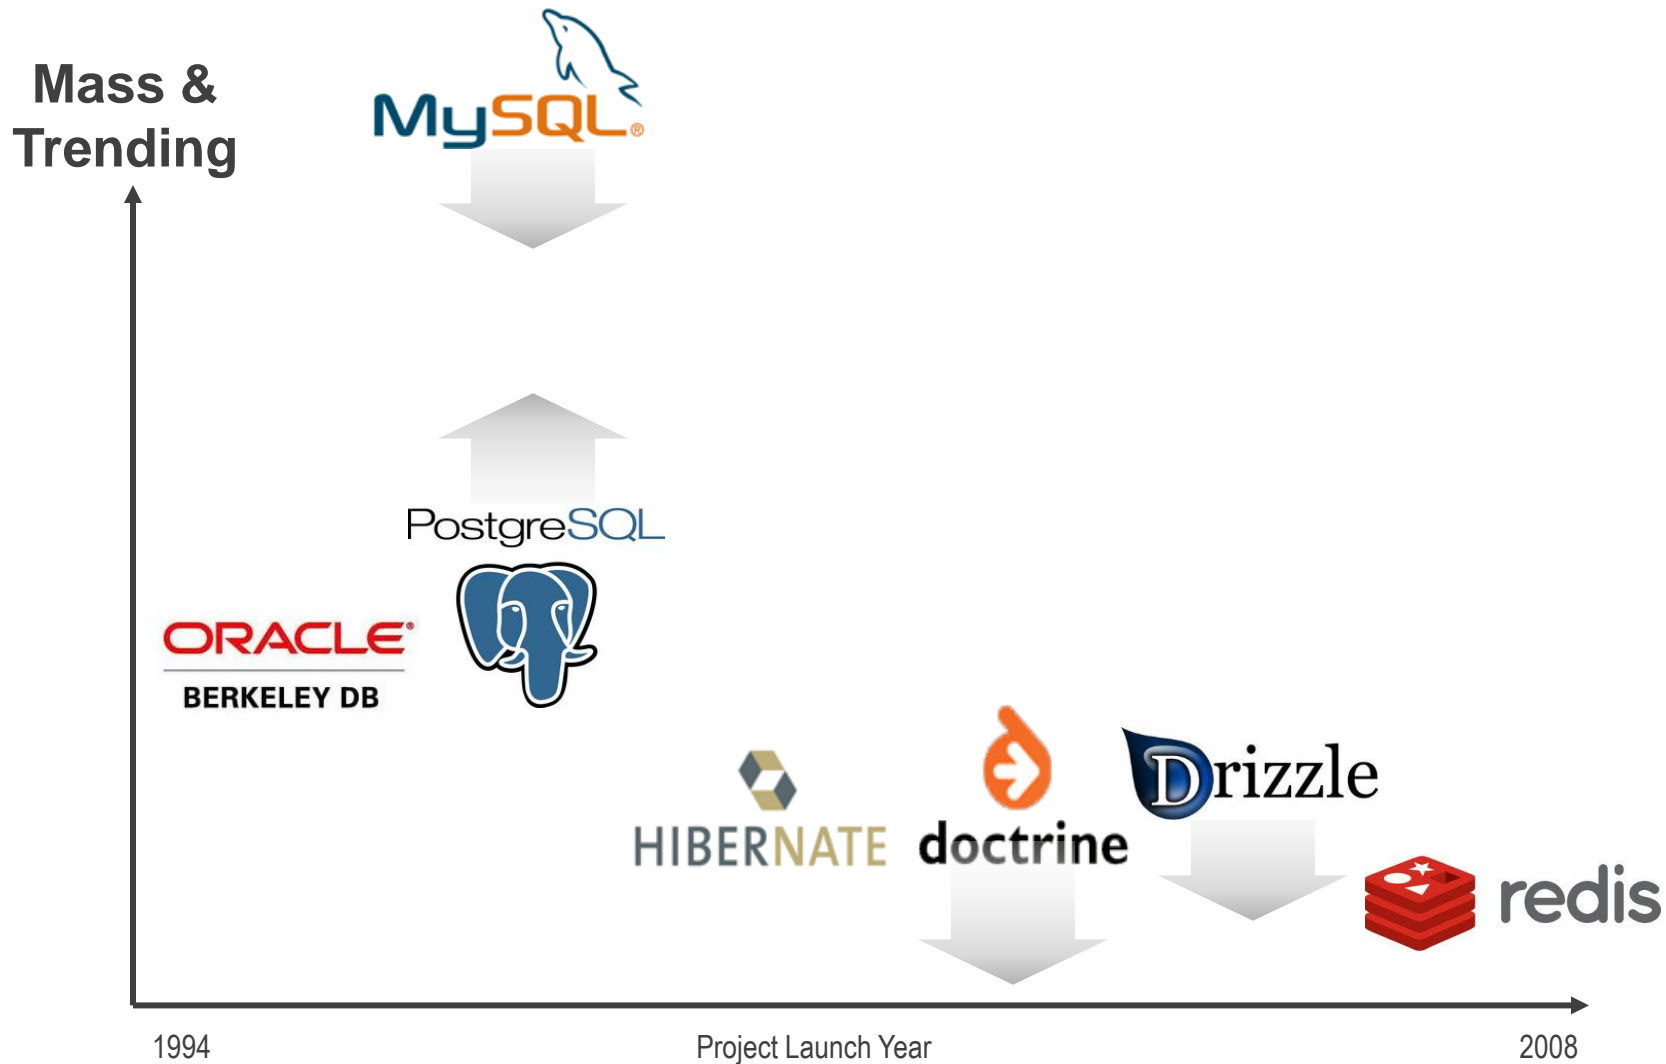 Mass &
Trending
MySQL®
PostgreSQL
ORACLE®
BERKELEY DB
HIBERNATE
doctrine
Drizzle
redis
1994
Project Launch Year
2008